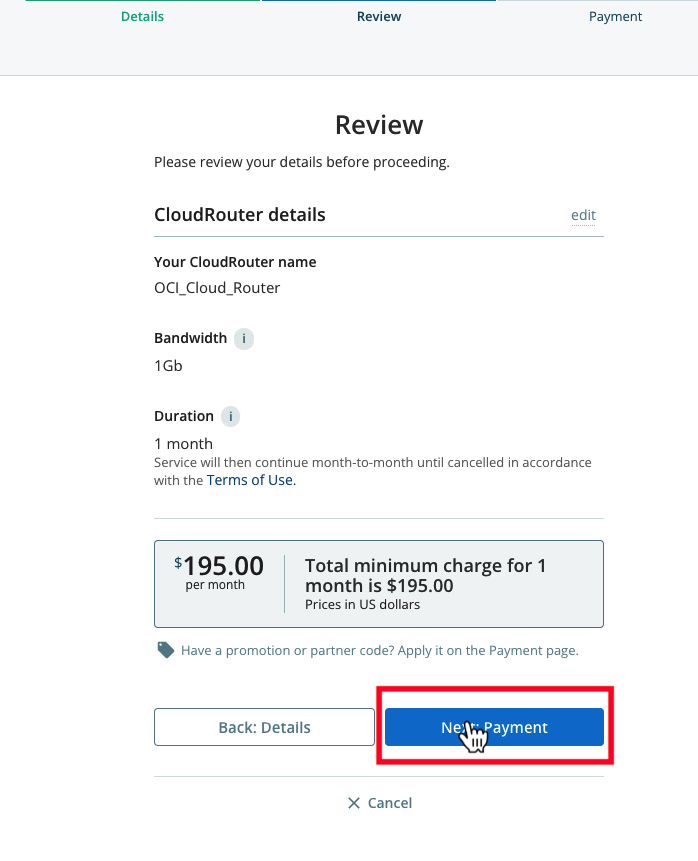 Details
Review
Payment
Review
Please review your details before proceeding.
CloudRouter details
edit
Your CloudRouter name
OCI_Cloud_Router
Bandwidth i
1Gb
Duration i
1 month
Service will then continue month-to-month until cancelled in accordance
with the Terms of Use.
$195.00
per month
Total minimum charge for 1
month is $195.00
Prices in US dollars
Have a promotion or partner code? Apply it on the Payment page.
Back: Details
Next: Payment
Cancel